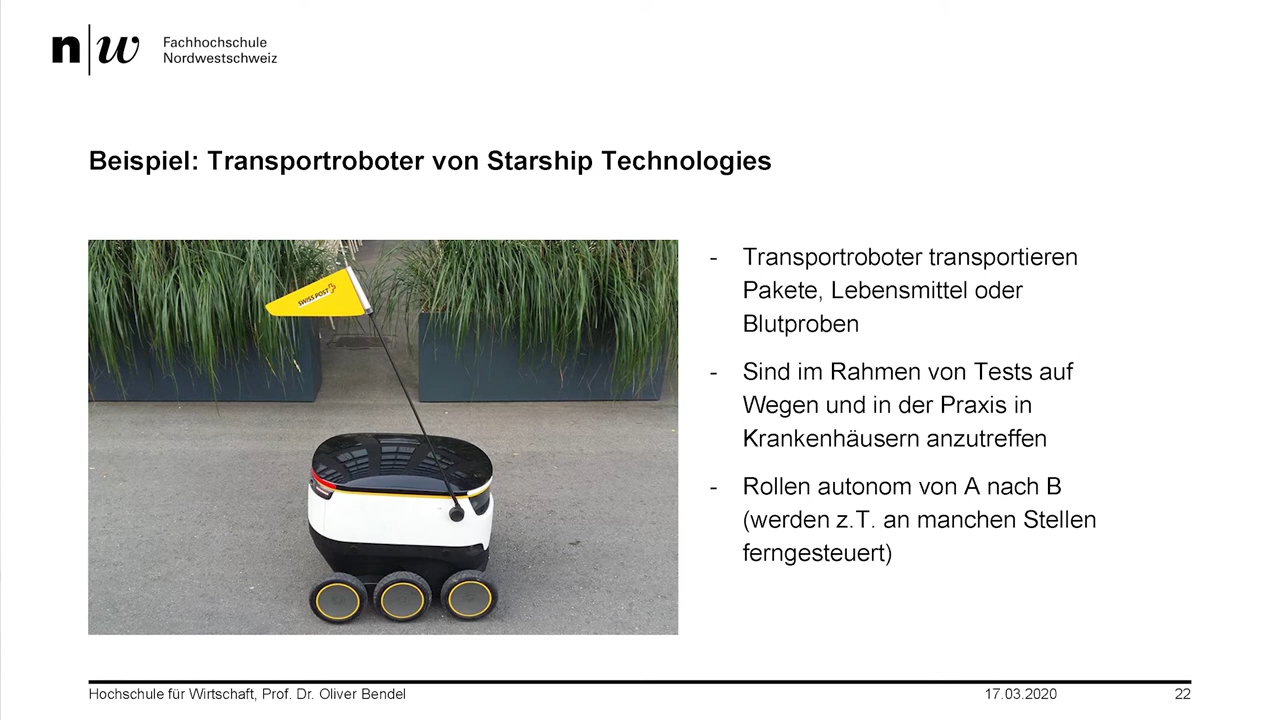 n|w Fachhochschule
Nordwestschweiz
Beispiel: Transportroboter von Starship Technologies
SWISS POST
- Transportroboter transportieren
Pakete, Lebensmittel oder
Blutproben
- Sind im Rahmen von Tests auf
Wegen und in der Praxis in
Krankenhäusern anzutreffen
- Rollen autonom von A nach B
(werden z.T. an manchen Stellen
ferngesteuert)
Hochschule für Wirtschaft, Prof. Dr. Oliver Bendel 17.03.2020 22